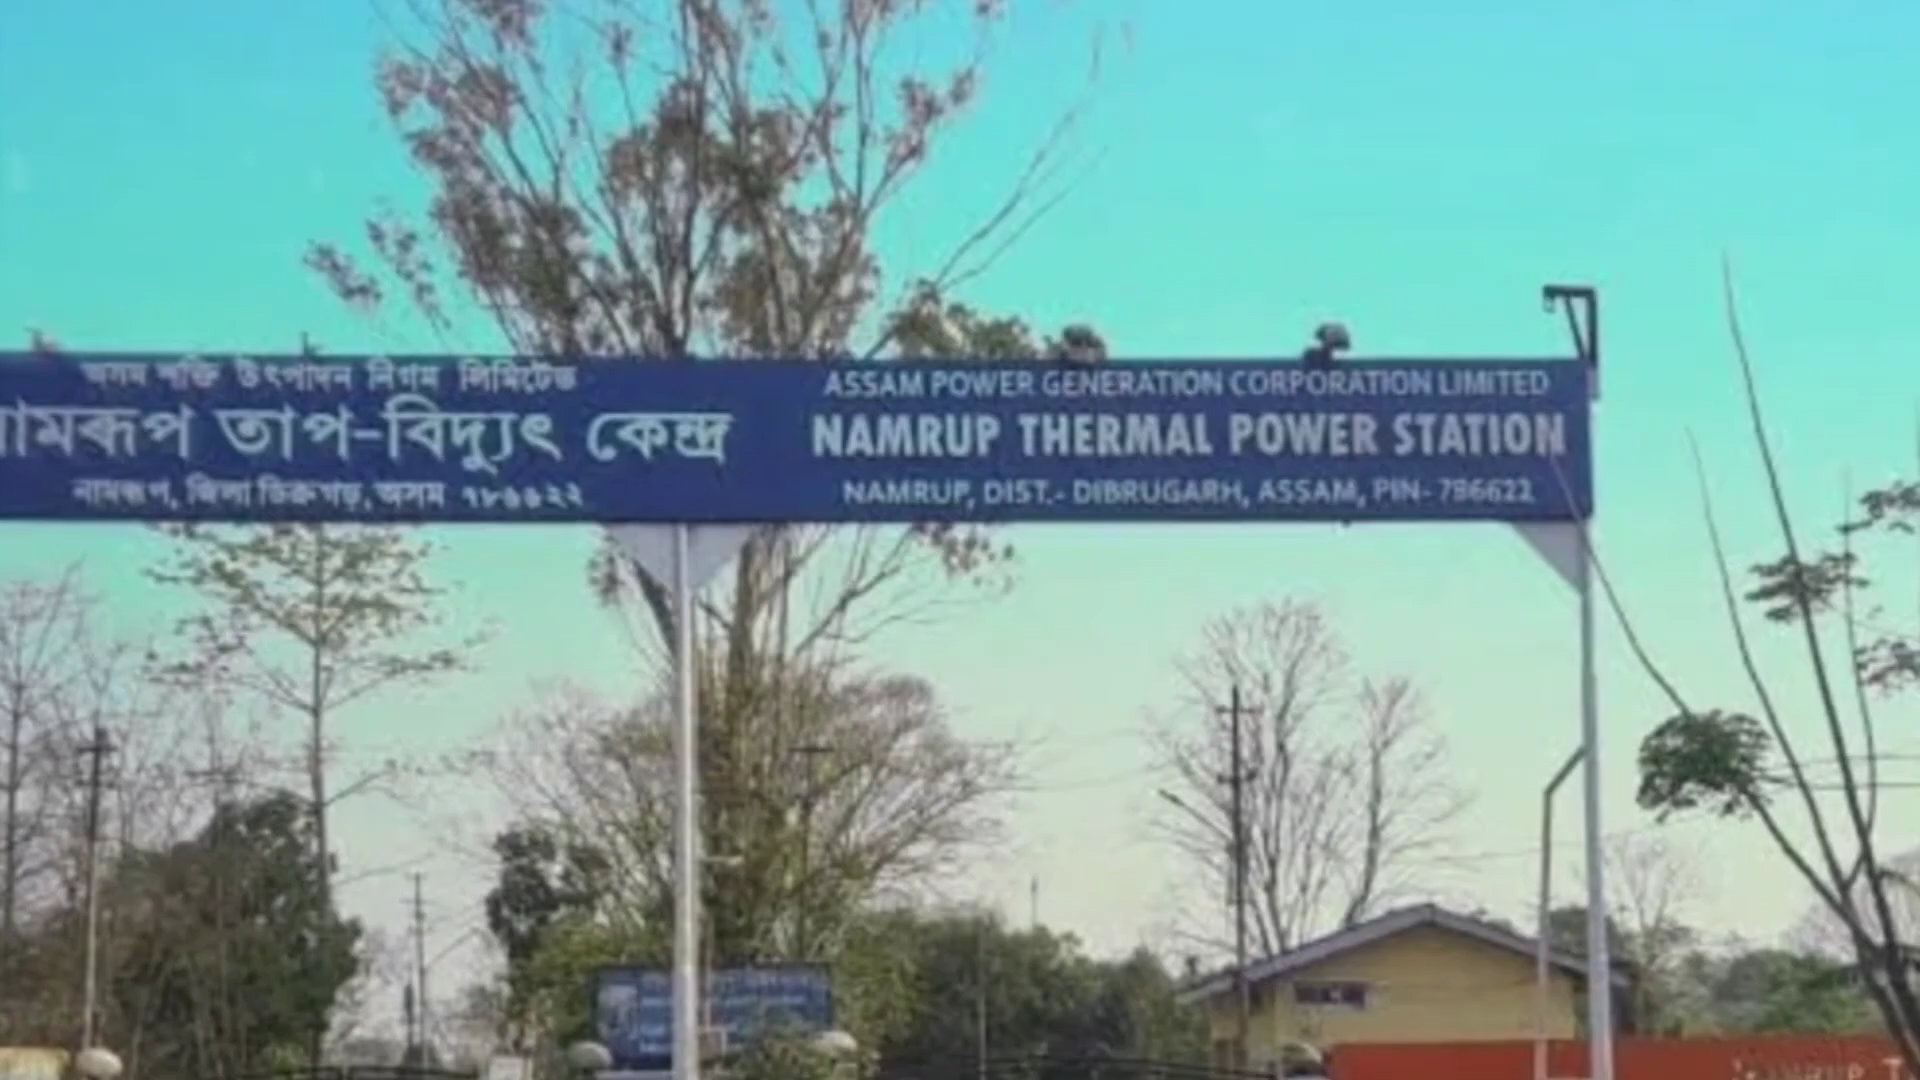 অসম শক্তি উৎপাদন নিগম লিমিটেড
নামৰূপ তাপ-বিদ্যুৎ কেন্দ্ৰ
নামৰূপ, জিলা ডিব্ৰুগড়, অসম ৭৮৬৬২২
ASSAM POWER GENERATION CORPORATION LIMITED
NAMRUP THERMAL POWER STATION
NAMRUP, DIST.- DIBRUGARH, ASSAM, PIN- 786622